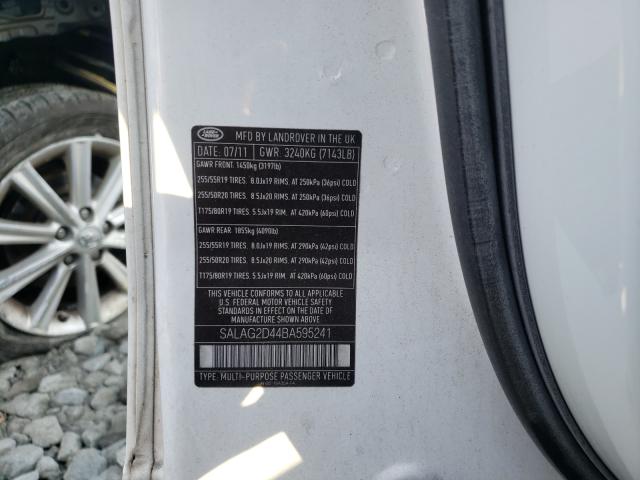 LAND ROVER
MFD BY LANDROVER IN THE UK
DATE: 07/11 GWR: 3240KG (7143LB)
GAWR FRONT: 1450kg (3197lb)
255/55R19 TIRES. 8.0Jx19 RIMS. AT 250kPa (36psi) COLD
255/50R20 TIRES. 8.5Jx20 RIMS. AT 250kPa (36psi) COLD
T175/80R19 TIRES. 5.5Jx19 RIM. AT 420kPa (60psi) COLD
GAWR REAR: 1855kg (4090lb)
255/55R19 TIRES. 8.0Jx19 RIMS. AT 290kPa (42psi) COLD
255/50R20 TIRES. 8.5Jx20 RIMS. AT 290kPa (42psi) COLD
T175/80R19 TIRES. 5.5Jx19 RIM. AT 420kPa (60psi) COLD
THIS VEHICLE CONFORMS TO ALL APPLICABLE
U.S. FEDERAL MOTOR VEHICLE SAFETY
STANDARDS IN EFFECT ON THE DATE OF
MANUFACTURE SHOWN ABOVE.
SALAG2D44BA595241
TYPE: MULTI-PURPOSE PASSENGER VEHICLE